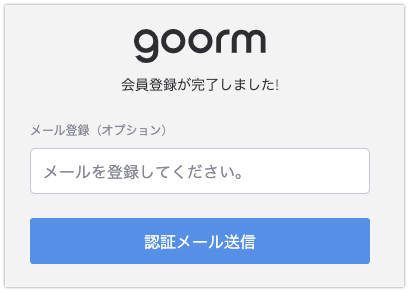 goorm
会員登録が完了しました!
メール登録（オプション）
メールを登録してください。
認証メール送信